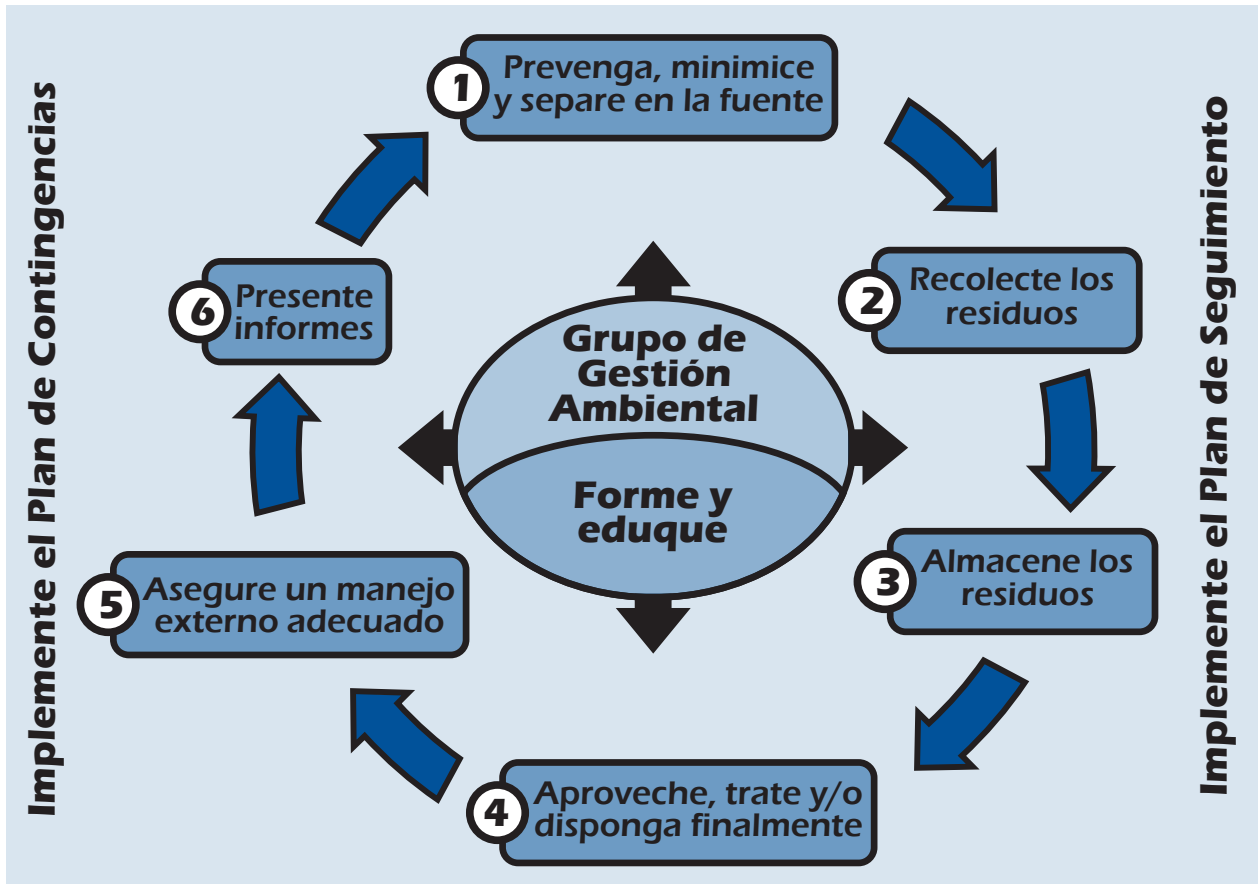 Implemente el Plan de Contingencias
1
Prevenga, minimice
y separe en la fuente
2
Recolecte los
residuos
3
Almacene los
residuos
4
Aproveche, trate y/o
disponga finalmente
5
Asegure un manejo
externo adecuado
6
Presente
informes
Grupo de
Gestión
Ambiental
Forme y
eduque
Implemente el Plan de Seguimiento